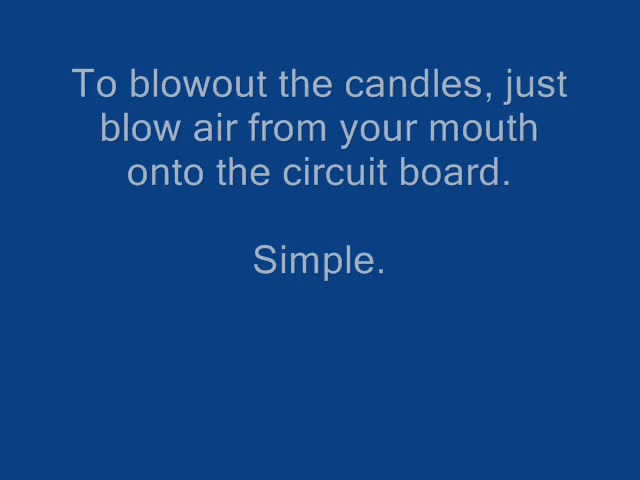 To blowout the candles, just
blow air from your mouth
onto the circuit board.
Simple.